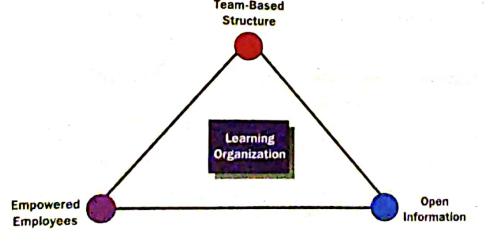 Team-Based
Structure
Learning
Organization
Empowered
Employees
Open
Information